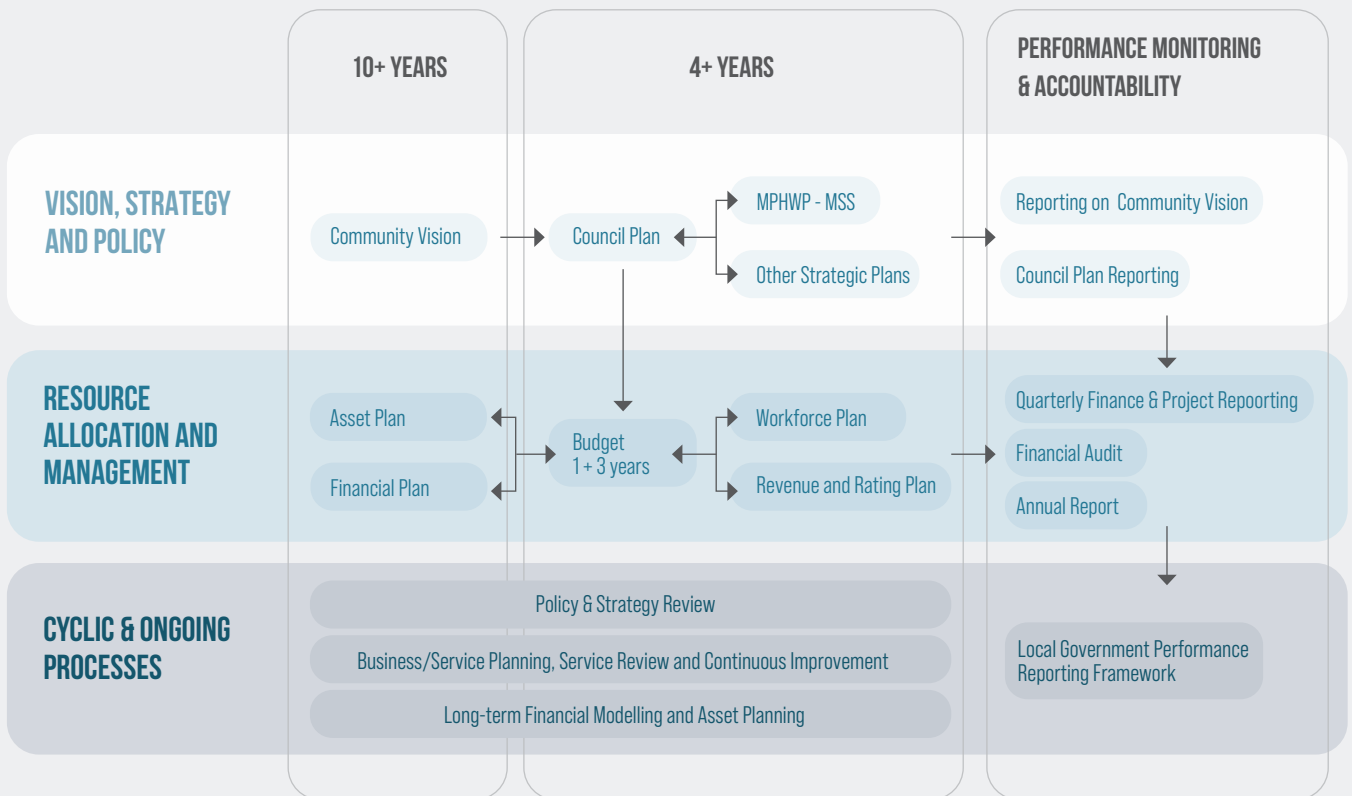 10+ YEARS
4+ YEARS
PERFORMANCE MONITORING
& ACCOUNTABILITY
VISION, STRATEGY
AND POLICY
Community Vision
Council Plan
MPHWP - MSS
Other Strategic Plans
Reporting on  Community Vision
Council Plan Reporting
RESOURCE
ALLOCATION AND
MANAGEMENT
Asset Plan
Financial Plan
Budget
1 + 3 years
Workforce Plan
Revenue and Rating Plan
Quarterly Finance & Project Repoorting
Financial Audit
Annual Report
CYCLIC & ONGOING
PROCESSES
Policy & Strategy Review
Business/Service Planning, Service Review and Continuous Improvement
Long-term Financial Modelling and Asset Planning
Local Government Performance
Reporting Framework